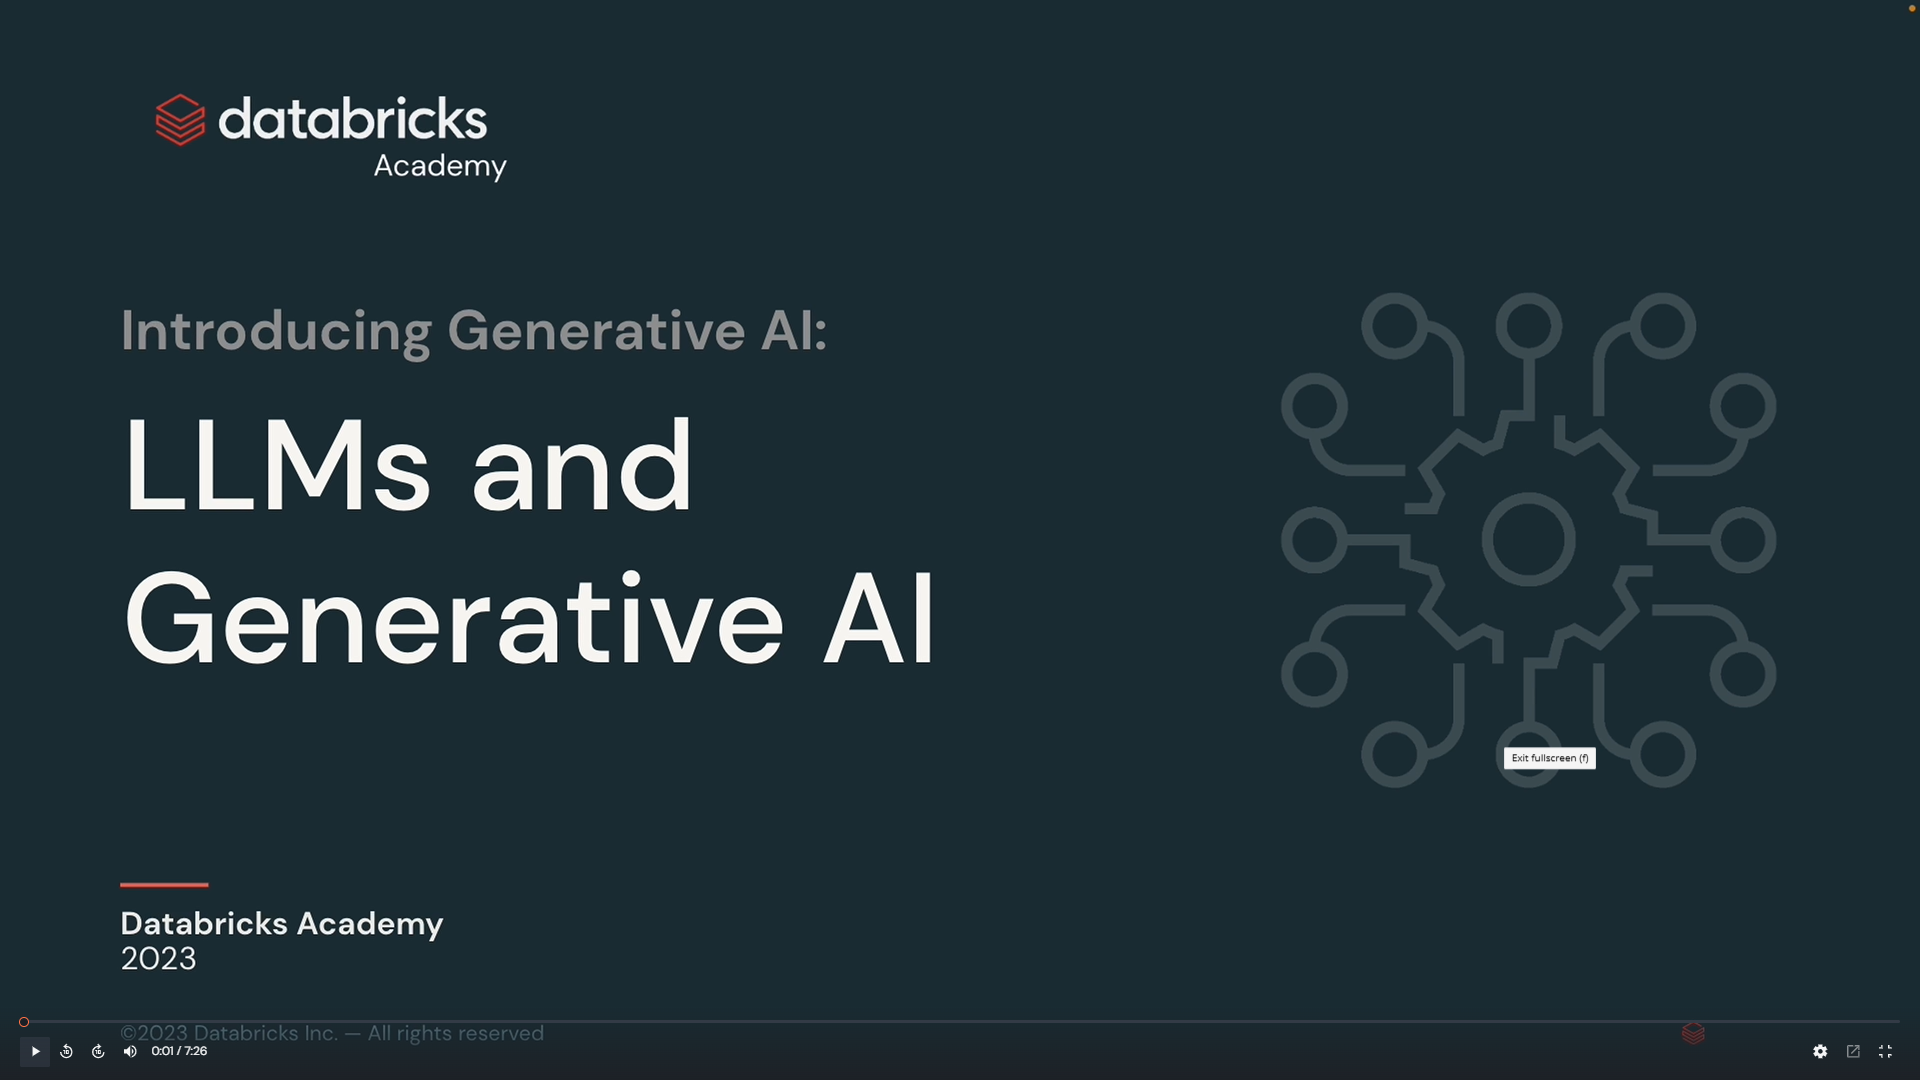 databricks
Academy
Introducing Generative AI:
LLMs and
Generative AI
Exit fullscreen (f)
Databricks Academy
2023
©2023 Databricks Inc. — All rights reserved
0:01 / 7:26